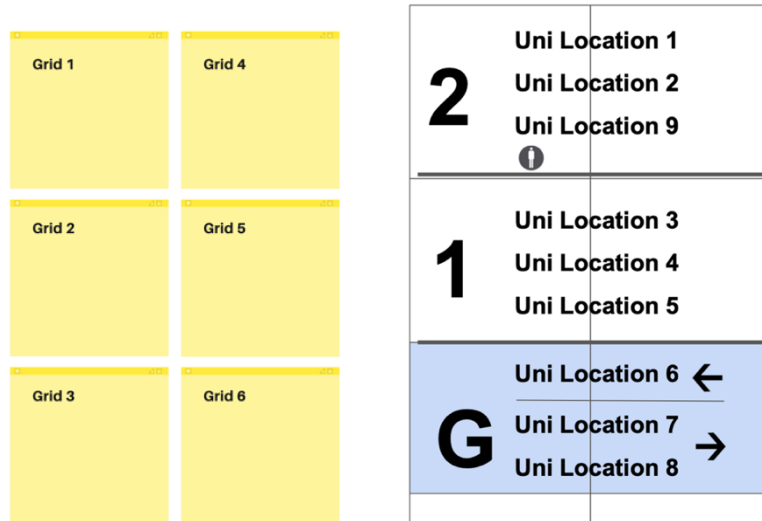 Grid 1
Grid 4
Grid 2
Grid 5
Grid 3
Grid 6
2
Uni Location 1
Uni Location 2
Uni Location 9
1
Uni Location 3
Uni Location 4
Uni Location 5
G
Uni Location 6 ←
Uni Location 7
→
Uni Location 8